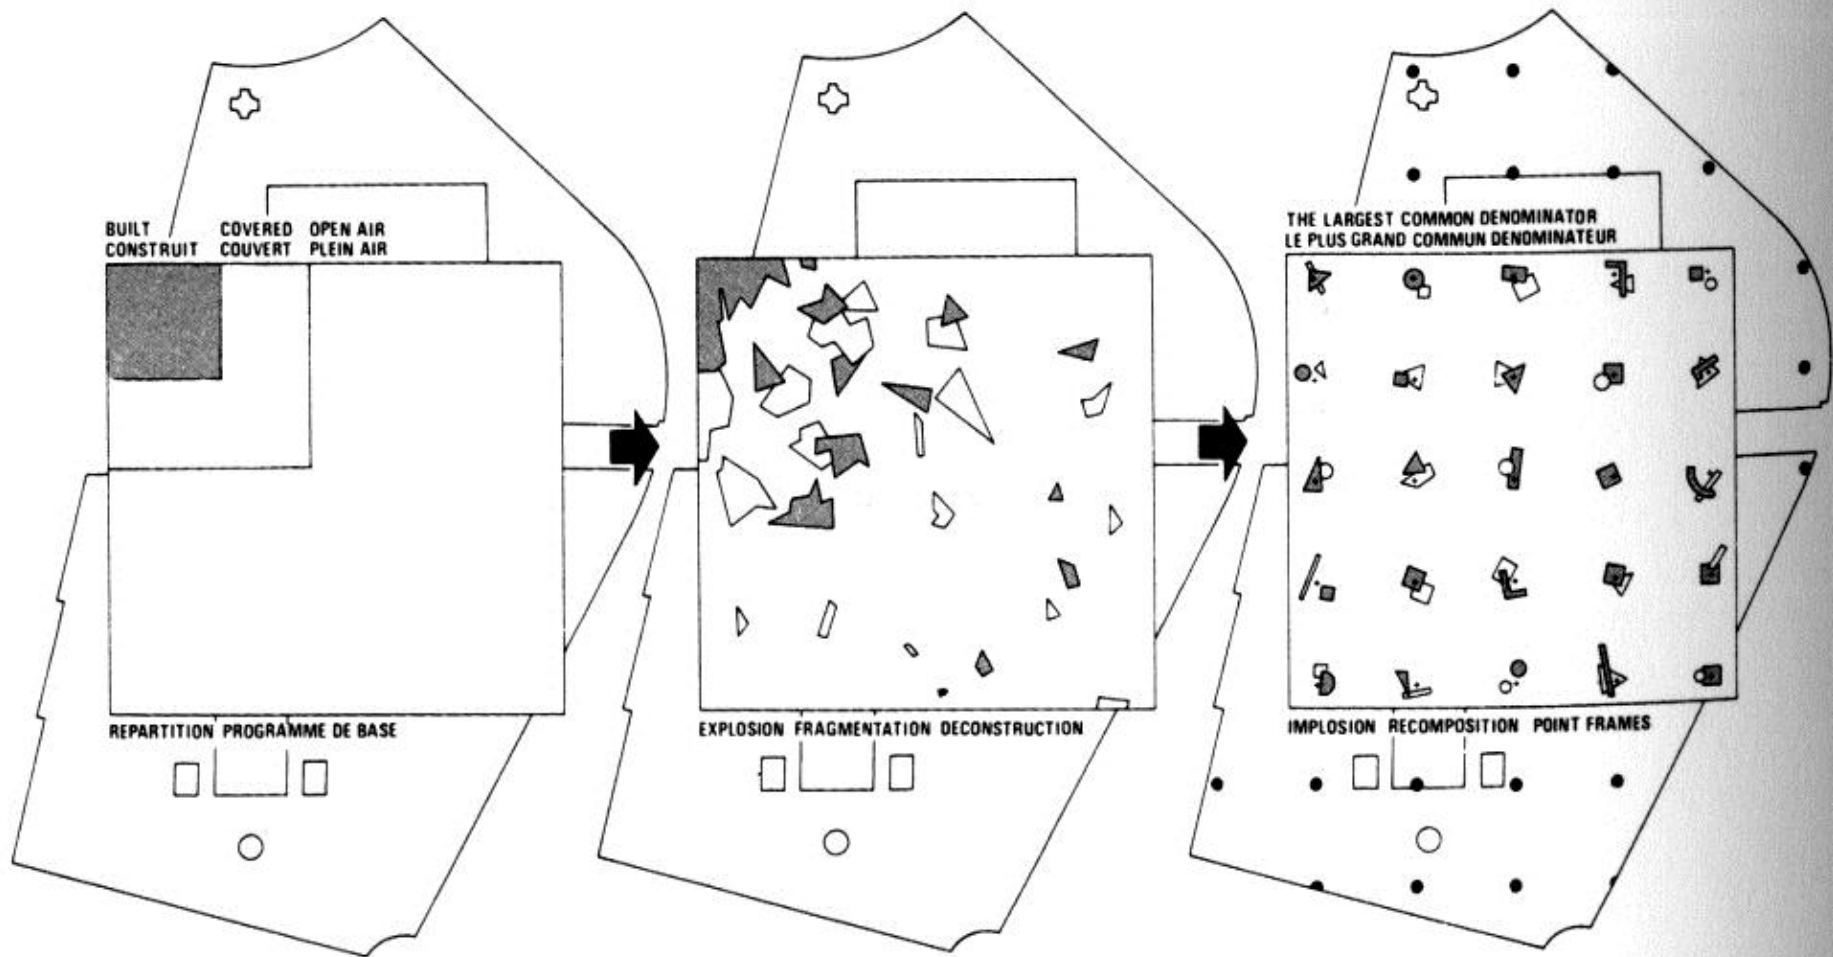 BUILT COVERED OPEN AIR
CONSTRUIT COUVERT PLEIN AIR
REPARTITION PROGRAMME DE BASE
EXPLOSION FRAGMENTATION DECONSTRUCTION
THE LARGEST COMMON DENOMINATOR
LE PLUS GRAND COMMUN DENOMINATEUR
IMPLOSION RECOMPOSITION POINT FRAMES